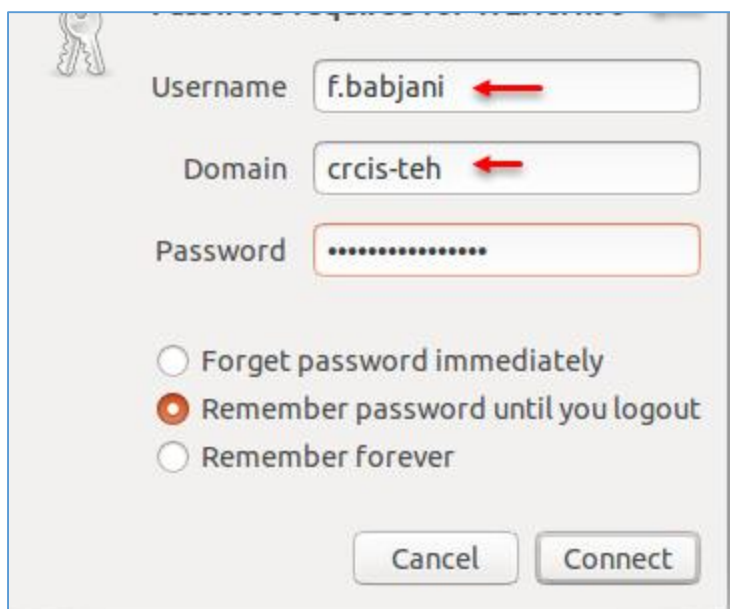 Username f.babjani
Domain crcis-teh
Password ••••••••••••••••
Forget password immediately
Remember password until you logout
Remember forever
Cancel Connect